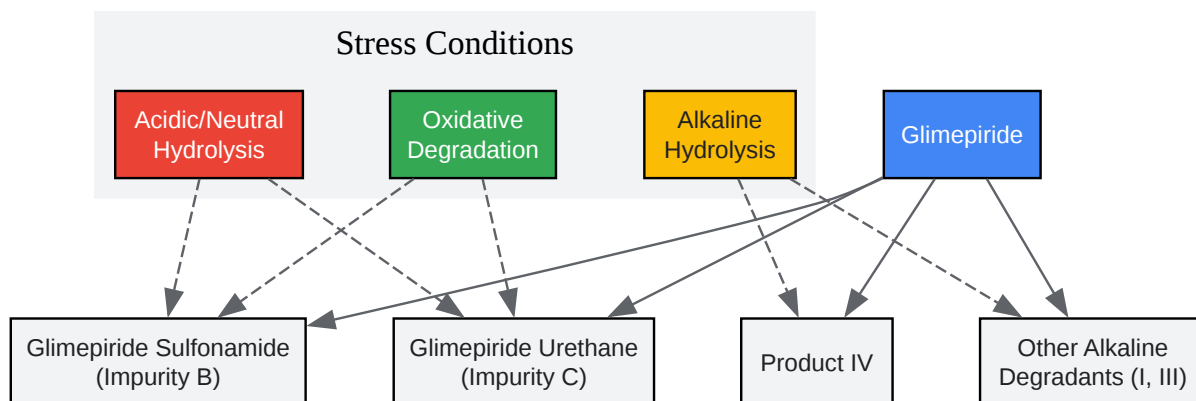 Stress Conditions
Acidic/Neutral
Hydrolysis
Oxidative
Degradation
Alkaline
Hydrolysis
Glimepiride
Glimepiride Sulfonamide
(Impurity B)
Glimepiride Urethane
(Impurity C)
Product IV
Other Alkaline
Degradants (I, III)